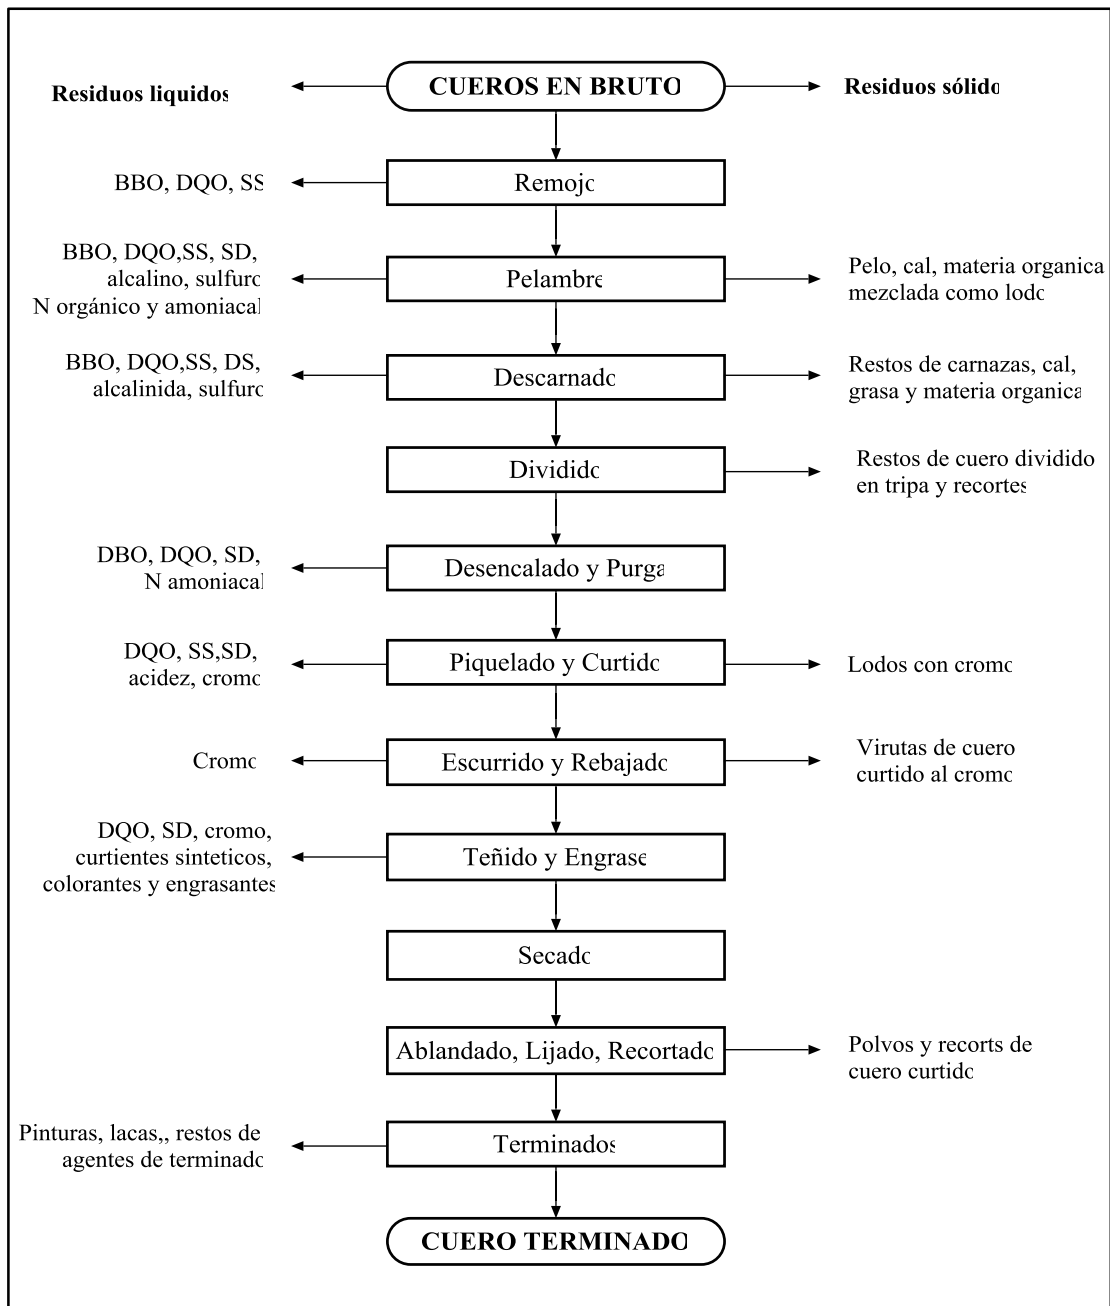 Residuos liquidos
CUEROS EN BRUTO
Residuos sólido
BBO, DQO, SS
Remojo
BBO, DQO,SS, SD,
alcalino, sulfuro
N orgánico y amoniacal
Pelambre
Pelo, cal, materia organica
mezclada como lodo
BBO, DQO,SS, DS,
alcalinida, sulfuro
Descarnado
Restos de carnazas, cal,
grasa y materia organica
Dividido
Restos de cuero dividido
en tripa y recortes
DBO, DQO, SD,
N amoniacal
Desencalado y Purga
DQO, SS,SD,
acidez, cromo
Piquelado y Curtido
Lodos con cromo
Cromo
Escurrido y Rebajado
Virutas de cuero
curtido al cromo
DQO, SD, cromo,
curtientes sinteticos,
colorantes y engrasantes
Teñido y Engrase
Secado
Ablandado, Lijado, Recortado
Polvos y recorts de
cuero curtido
Pinturas, lacas,, restos de
agentes de terminado
Terminados
CUERO TERMINADO